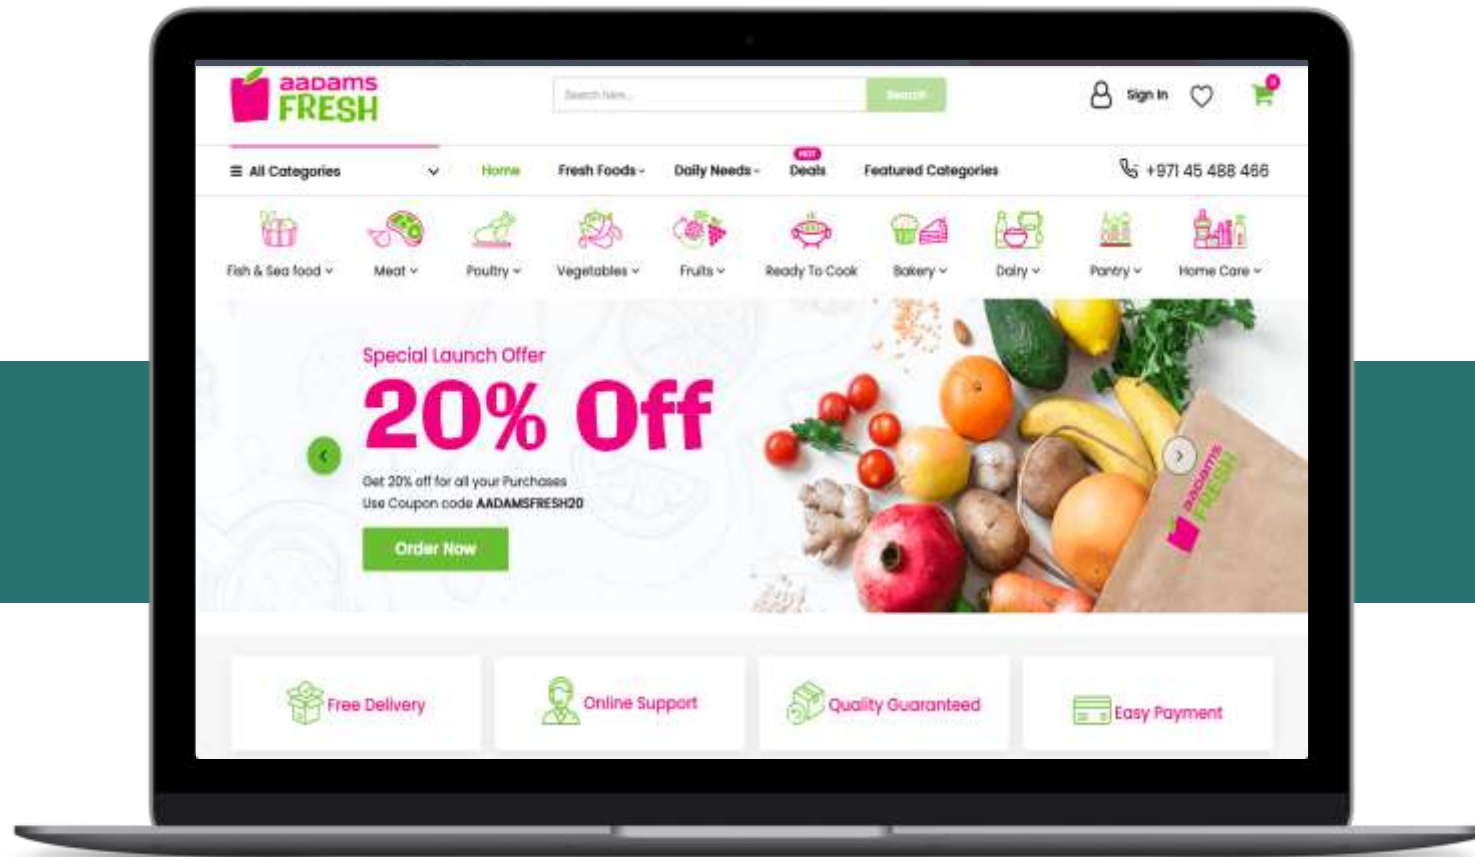 aaDams
FRESH
Search here...
Search
Sign In
0
All Categories
Home
Fresh Foods
Daily Needs
HOT
Deals
Featured Categories
+971 45 488 466
Fish & Sea food
Meat
Poultry
Vegetables
Fruits
Ready To Cook
Bakery
Dairy
Pantry
Home Care
Special Launch Offer
20% Off
Get 20% off for all your Purchases
Use Coupon code AADAMSFRESH20
Order Now
aaDams
FRESH
Free Delivery
Online Support
Quality Guaranteed
Easy Payment